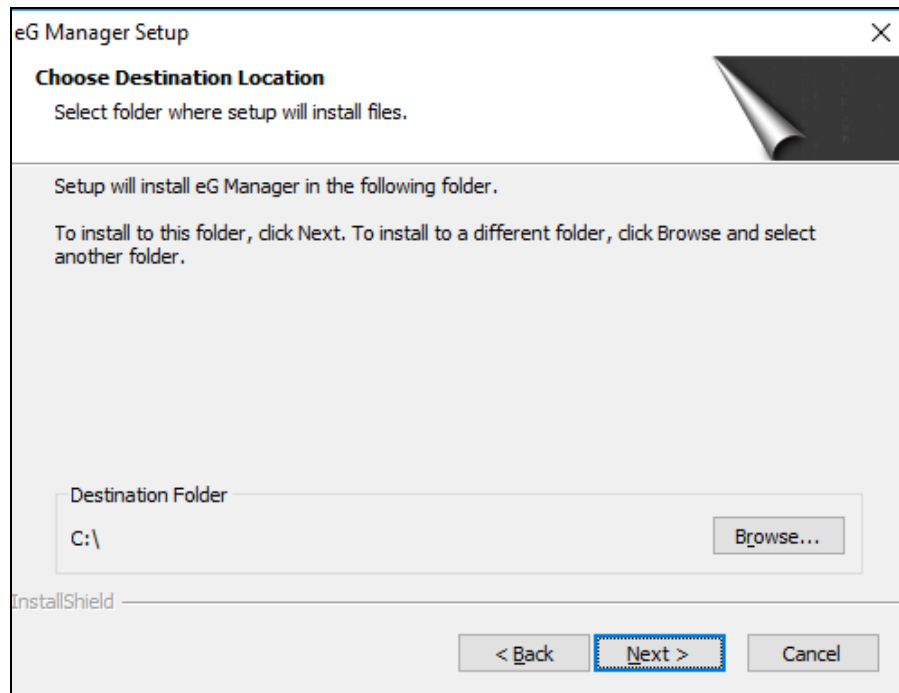 eG Manager Setup
Choose Destination Location
Select folder where setup will install files.
Setup will install eG Manager in the following folder.
To install to this folder, click Next. To install to a different folder, click Browse and select
another folder.
Destination Folder
C:\
Browse...
InstallShield
< Back
Next >
Cancel